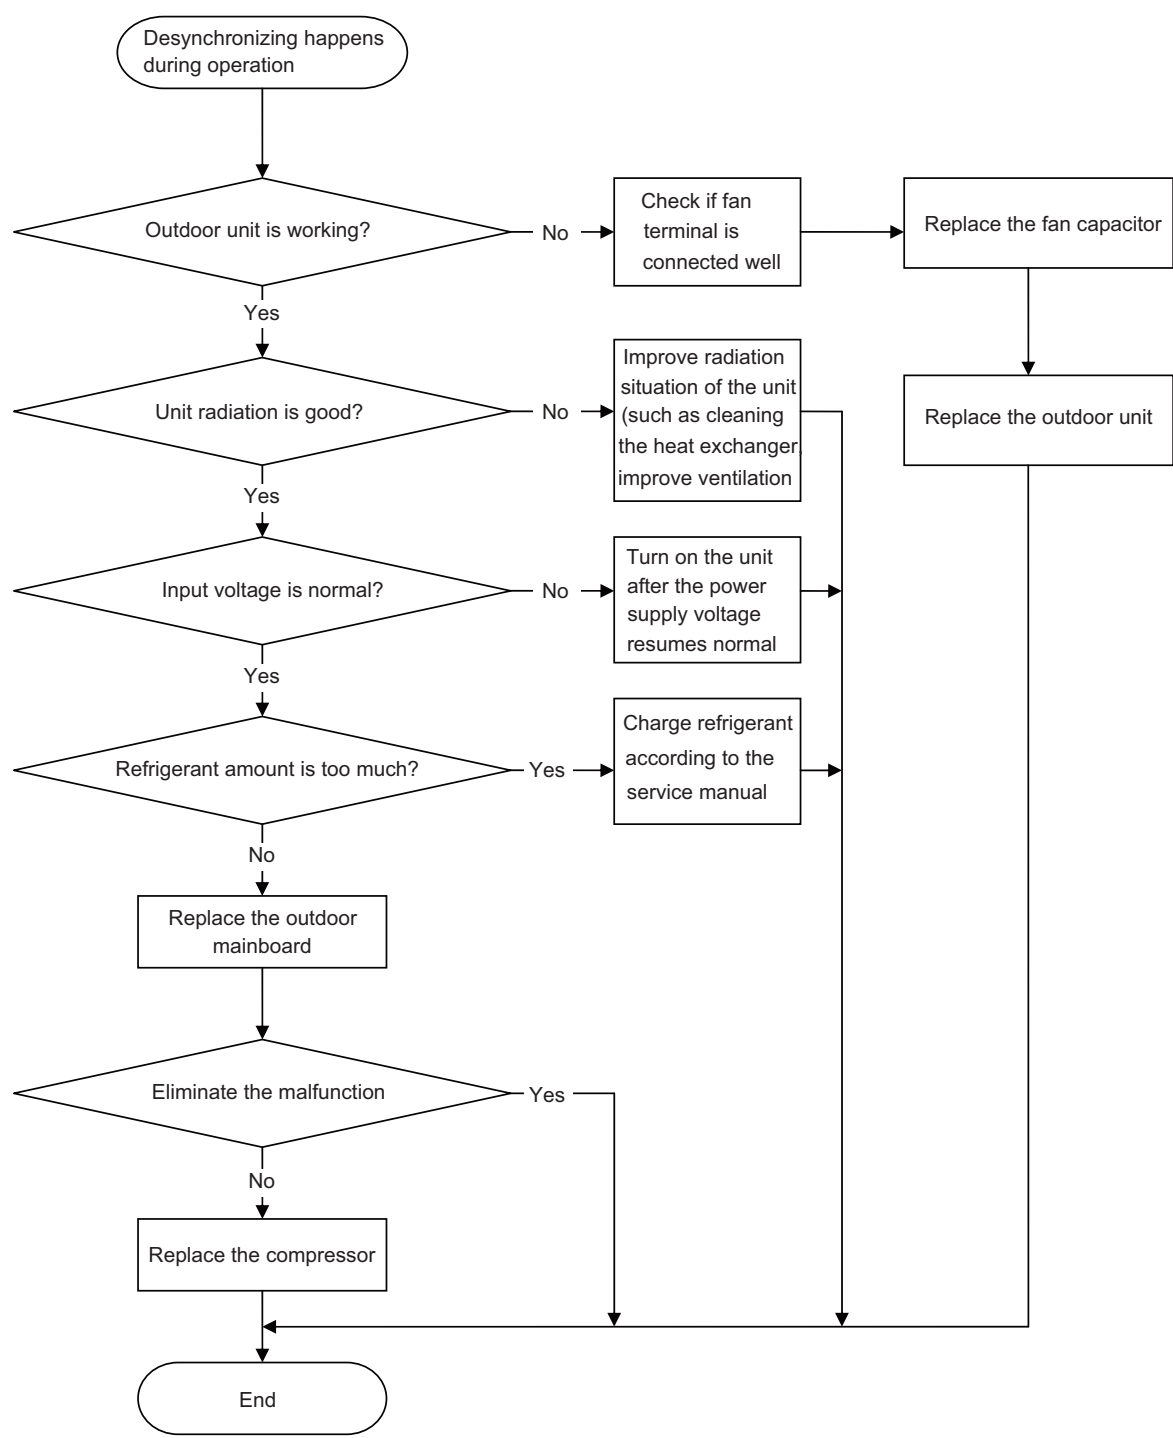 Desynchronizing happens
during operation
Outdoor unit is working?
No
Check if fan
terminal is
connected well
Replace the fan capacitor
Yes
Replace the outdoor unit
Unit radiation is good?
No
Improve radiation
situation of the unit
(such as cleaning
the heat exchanger,
improve ventilation
Yes
Input voltage is normal?
No
Turn on the unit
after the power
supply voltage
resumes normal
Yes
Refrigerant amount is too much?
Yes
Charge refrigerant
according to the
service manual
No
Replace the outdoor
mainboard
Eliminate the malfunction
Yes
No
Replace the compressor
End